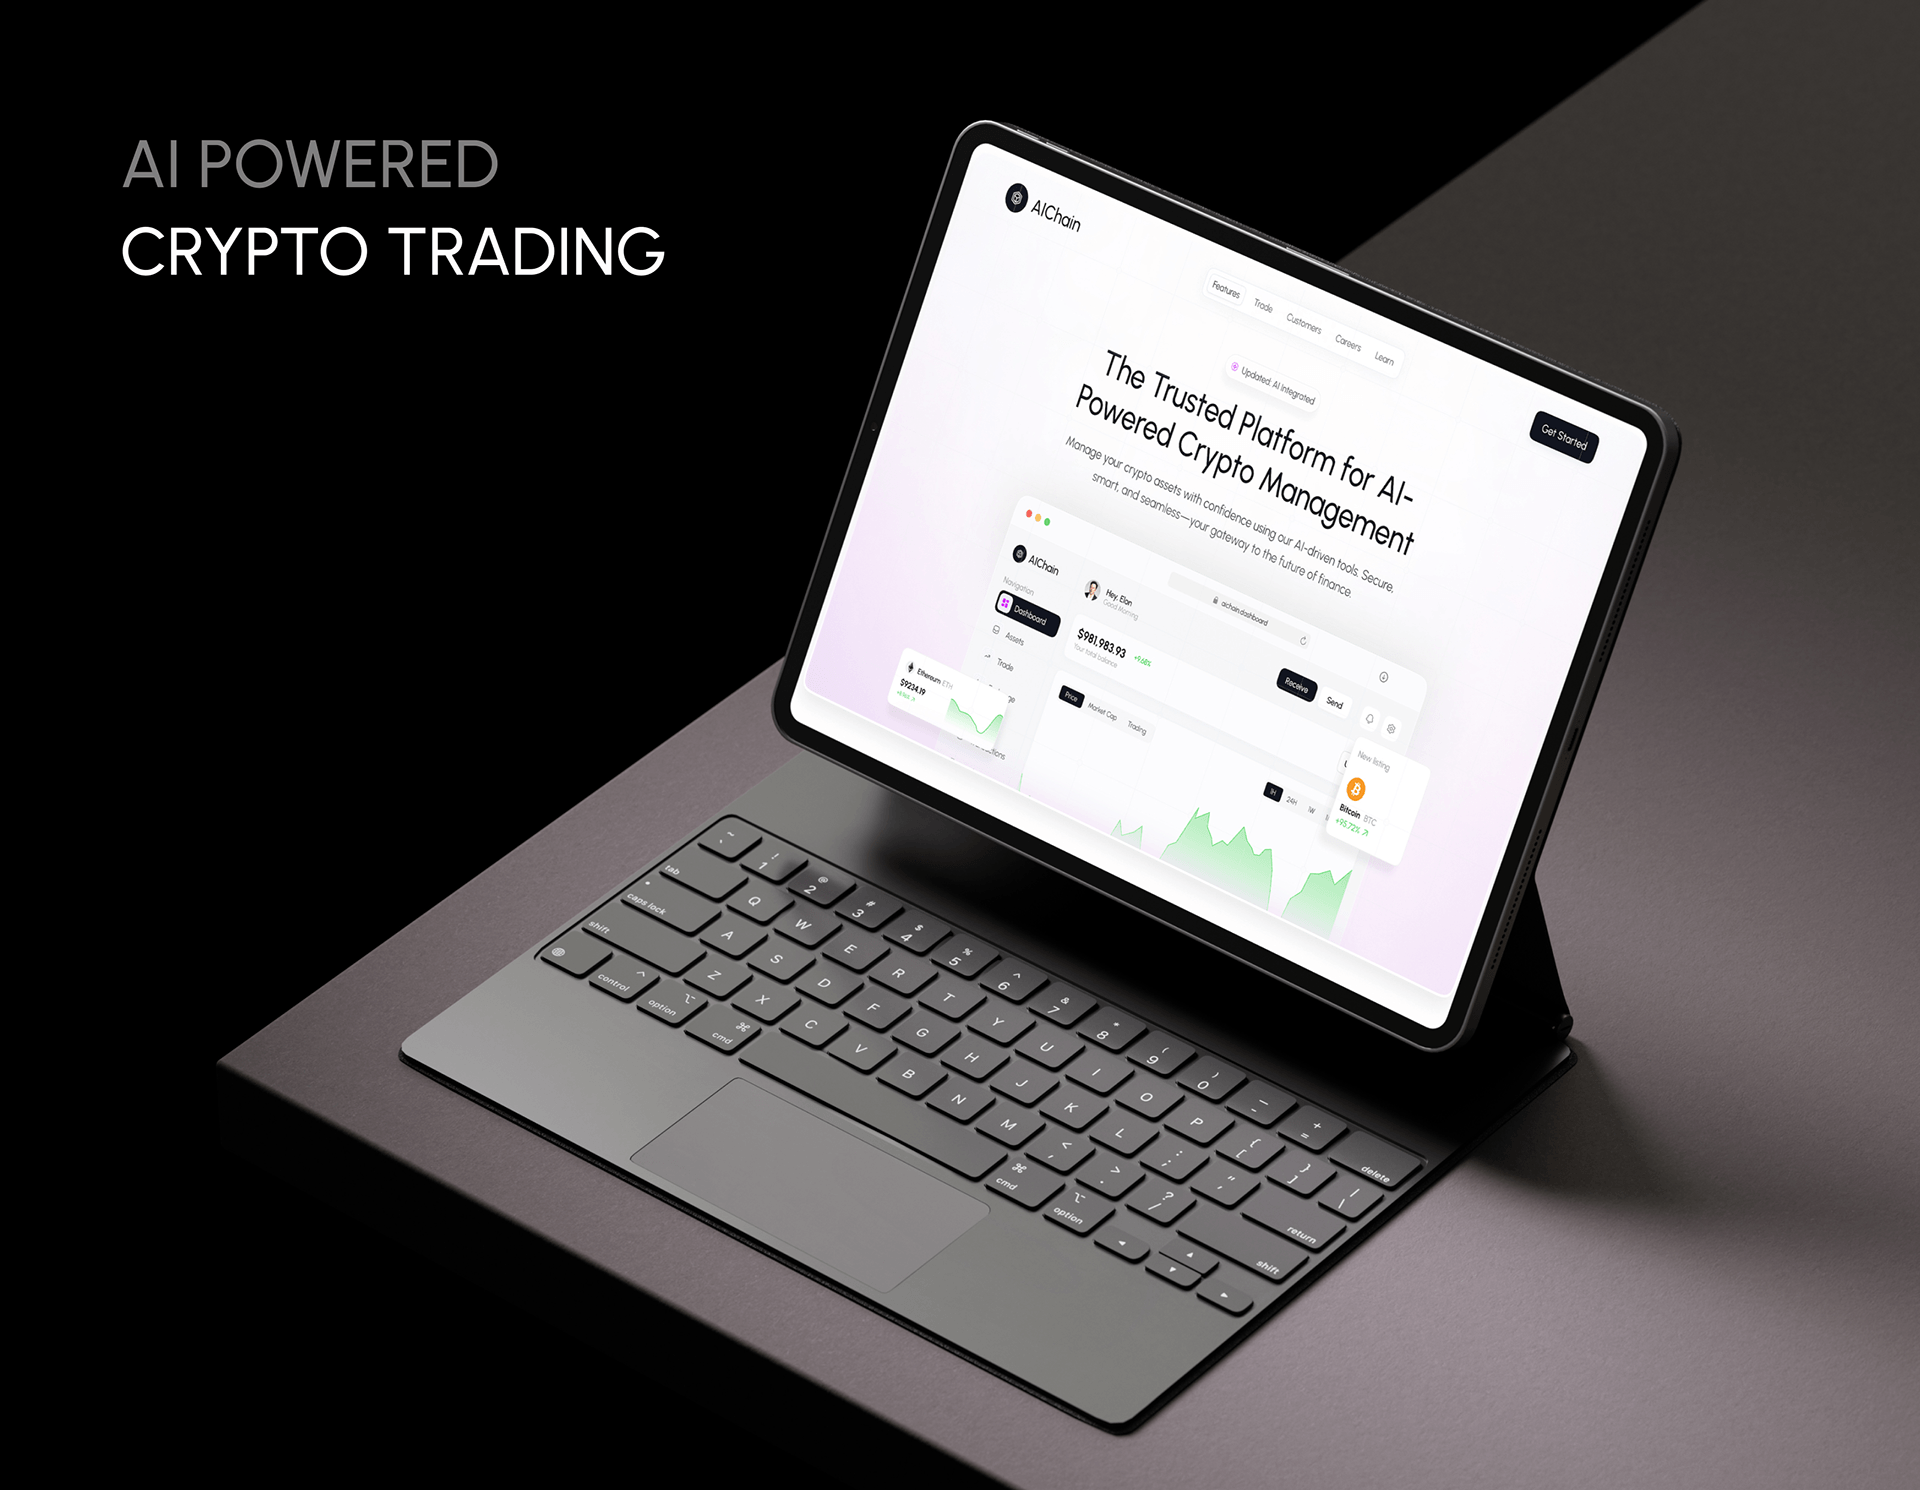 AI POWERED
CRYPTO TRADING
AIChain
Features Trade Customers Careers Learn
Get Started
Updated: AI Integrated
The Trusted Platform for AI-
Powered Crypto Management
Manage your crypto assets with confidence using our AI-driven tools. Secure,
smart, and seamless—your gateway to the future of finance.
aichain.dashboard
AIChain
Navigation
Dashboard
Assets
Trade
Hey, Elan
Good Morning
$981,983.93 +9.68%
Your total balance
Receive Send
Price Market Cap Trading
1H 24H 1W
Ethereum ETH
$9234.19
New listing
Bitcoin BTC
+95.72%
~ ! @ # $ % ^ & * ( ) _ +
` 1 2 3 4 5 6 7 8 9 0 - = delete
tab Q W E R T Y U I O P { [ } ] | \
caps lock A S D F G H J K L : ; " ' return
shift Z X C V B N M < , > . ? / shift
control option cmd cmd option